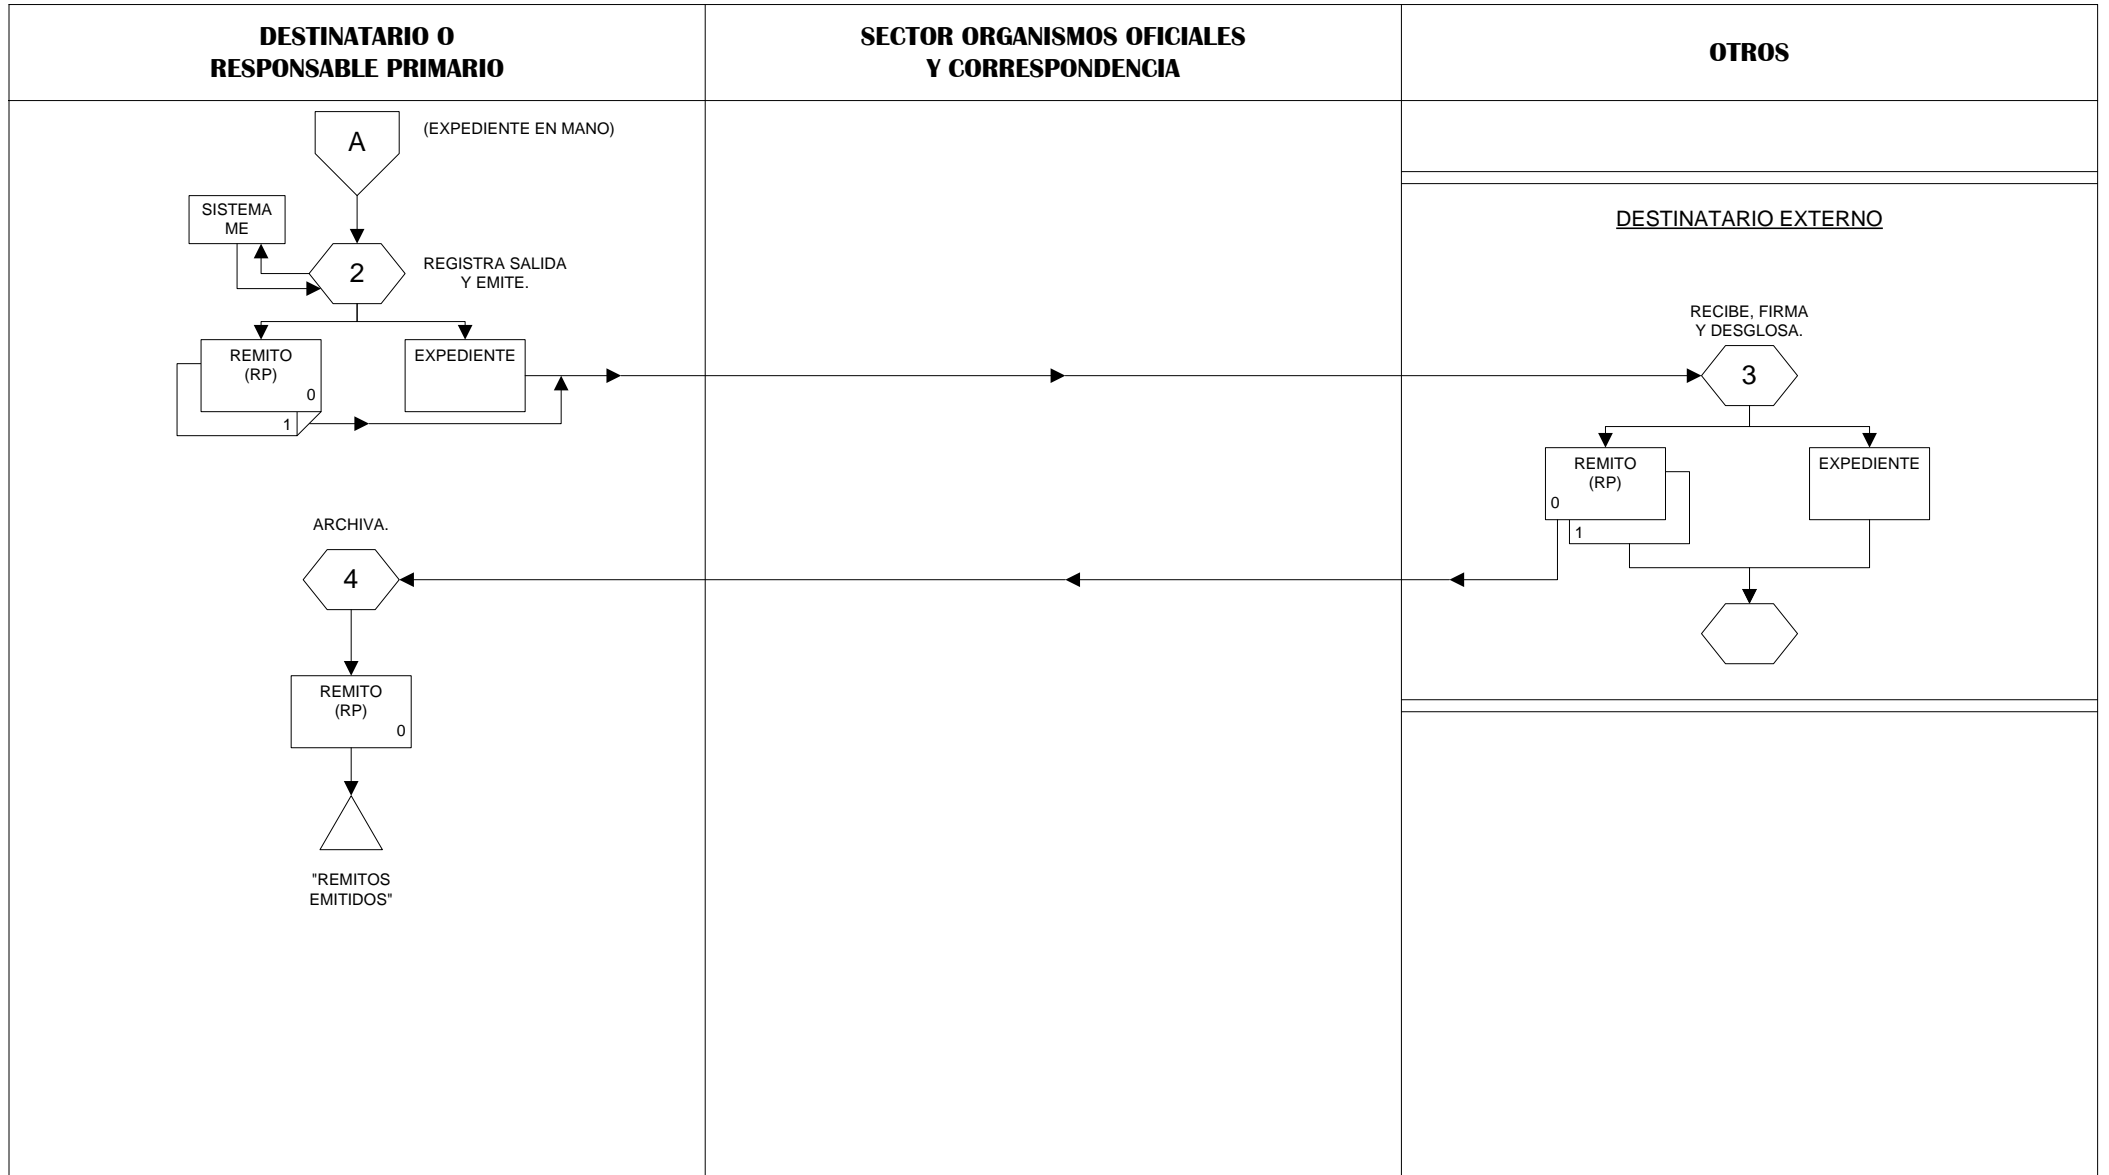 DESTINATARIO O
RESPONSABLE PRIMARIO
SECTOR ORGANISMOS OFICIALES
Y CORRESPONDENCIA
OTROS
A
(EXPEDIENTE EN MANO)
SISTEMA
ME
2
REGISTRA SALIDA
Y EMITE.
REMITO
(RP)
0
1
EXPEDIENTE
DESTINATARIO EXTERNO
RECIBE, FIRMA
Y DESGLOSA.
3
REMITO
(RP)
0
1
EXPEDIENTE
ARCHIVA.
4
REMITO
(RP)
0
"REMITOS
EMITIDOS"